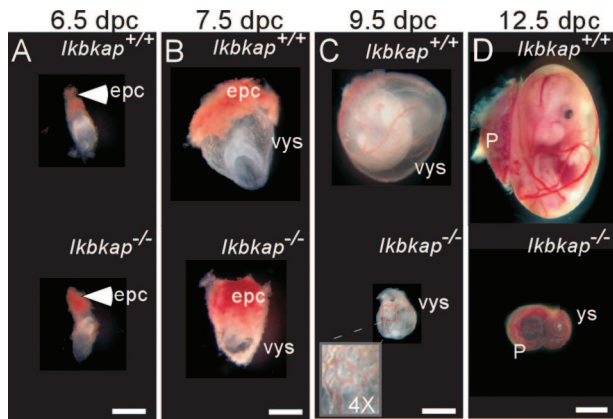 6.5 dpc 7.5 dpc 9.5 dpc 12.5 dpc
A Ikbkap+/+ B Ikbkap+/+ C Ikbkap+/+ D Ikbkap+/+
epc epc vys vys P
Ikbkap-/- Ikbkap-/- Ikbkap-/- Ikbkap-/-
epc epc vys vys ys P
4X